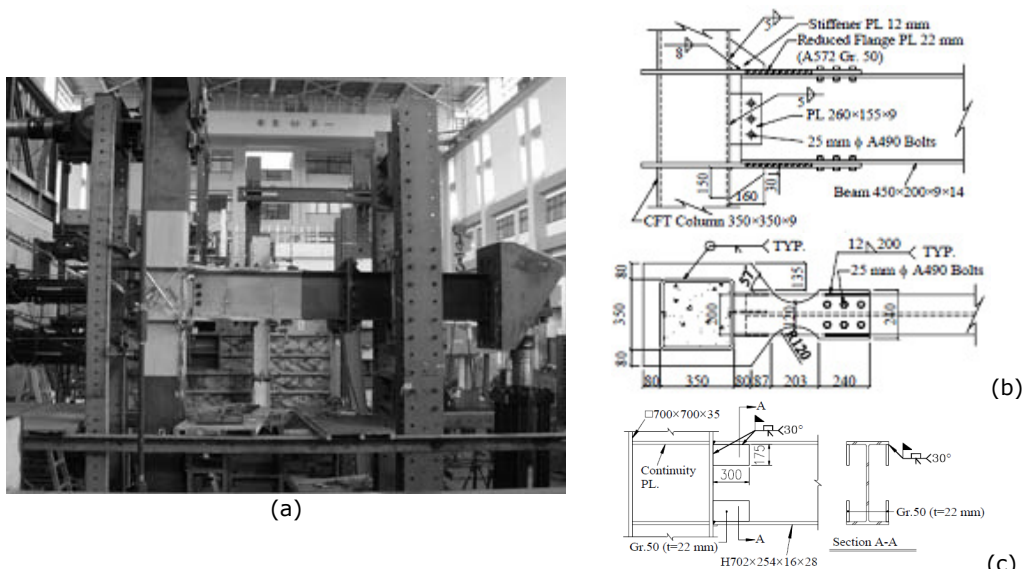 (a)
5
Stiffener PL 12 mm
Reduced Flange PL 22 mm
(A572 Gr. 50)
8
5
PL 260×155×9
25 mm ϕ A490 Bolts
150
160
30
Beam 450×200×9×14
CFT Column 350×350×9
TYP.
12 200
TYP.
25 mm ϕ A490 Bolts
80
57
135
350
200
120
240
R120
80
80
350
80
87
203
240
(b)
□700×700×35
A
30°
Continuity
PL.
300
175
30°
Gr.50 (t=22 mm)
A
Gr.50 (t=22 mm)
Section A-A
H702×254×16×28
(c)